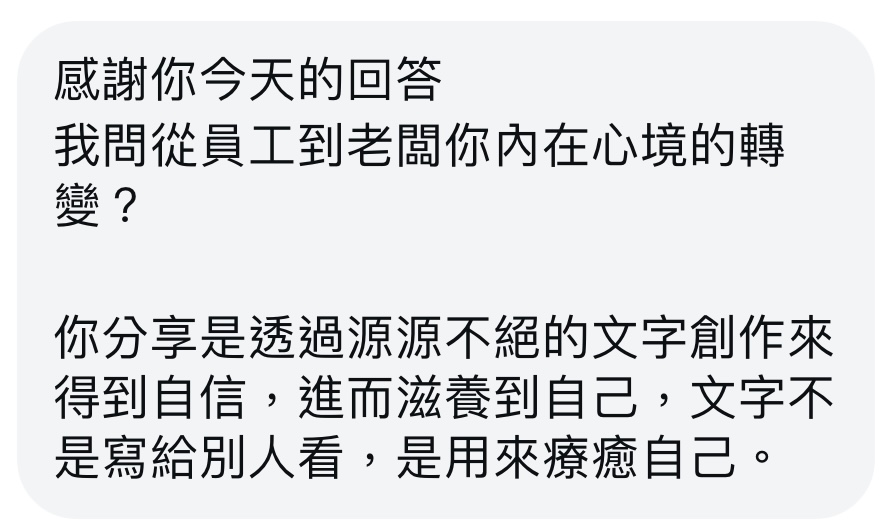 感謝你今天的回答
我問從員工到老闆你內在心境的轉
變？
你分享是透過源源不絕的文字創作來
得到自信，進而滋養到自己，文字不
是寫給別人看，是用來療癒自己。